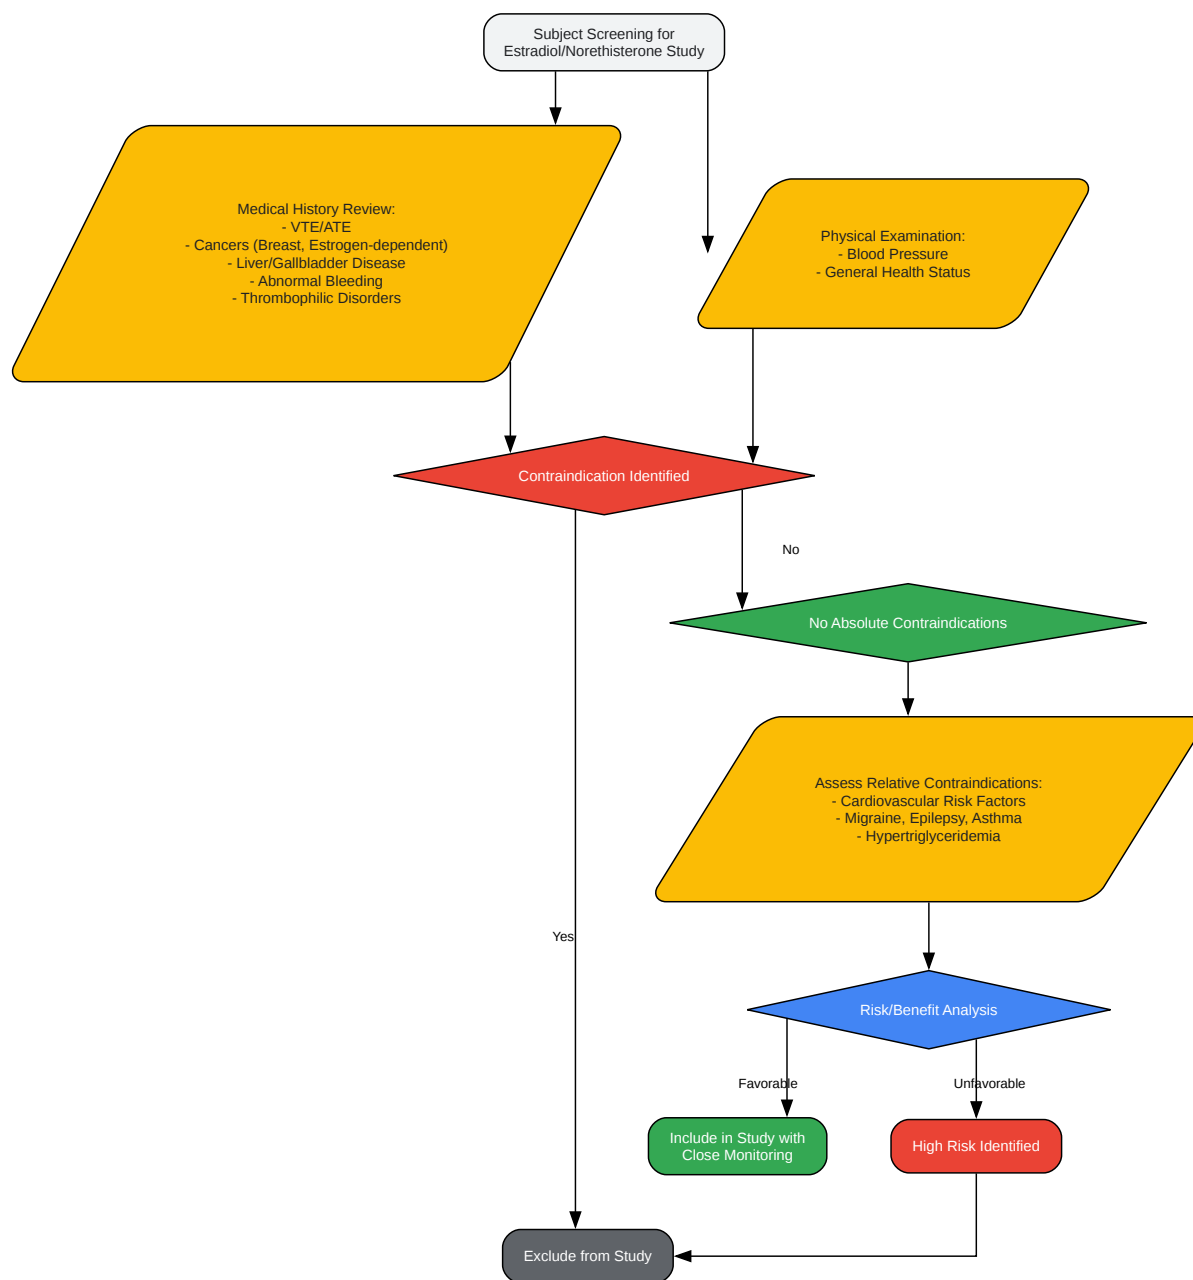 Subject Screening for
Estradiol/Norethisterone Study
Medical History Review:
- VTE/ATE
- Cancers (Breast, Estrogen-dependent)
- Liver/Gallbladder Disease
- Abnormal Bleeding
- Thrombophilic Disorders
Physical Examination:
- Blood Pressure
- General Health Status
Contraindication Identified
No
No Absolute Contraindications
Assess Relative Contraindications:
- Cardiovascular Risk Factors
- Migraine, Epilepsy, Asthma
- Hypertriglyceridemia
Yes
Risk/Benefit Analysis
Favorable
Unfavorable
Include in Study with
Close Monitoring
High Risk Identified
Exclude from Study